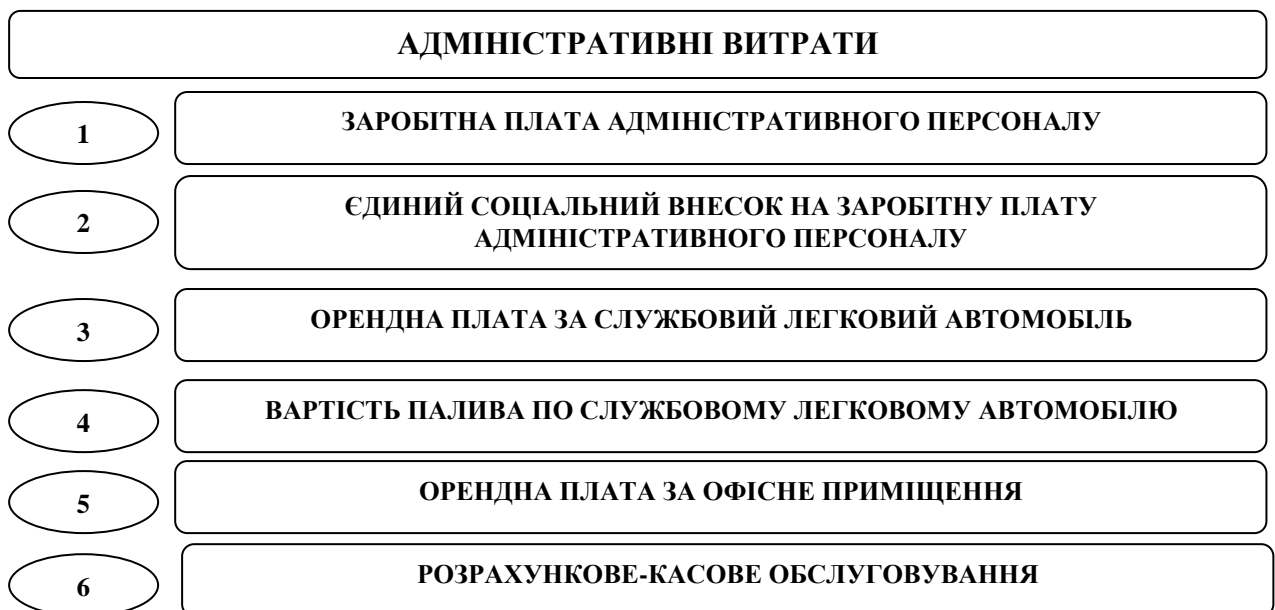 АДМІНІСТРАТИВНІ ВИТРАТИ
1
ЗАРОБІТНА ПЛАТА АДМІНІСТРАТИВНОГО ПЕРСОНАЛУ
2
ЄДИНИЙ СОЦІАЛЬНИЙ ВНЕСОК НА ЗАРОБІТНУ ПЛАТУ
АДМІНІСТРАТИВНОГО ПЕРСОНАЛУ
3
ОРЕНДНА ПЛАТА ЗА СЛУЖБОВИЙ ЛЕГКОВИЙ АВТОМОБІЛЬ
4
ВАРТІСТЬ ПАЛИВА ПО СЛУЖБОВОМУ ЛЕГКОВОМУ АВТОМОБІЛЮ
5
ОРЕНДНА ПЛАТА ЗА ОФІСНЕ ПРИМІЩЕННЯ
6
РОЗРАХУНКОВЕ-КАСОВЕ ОБСЛУГОВУВАННЯ